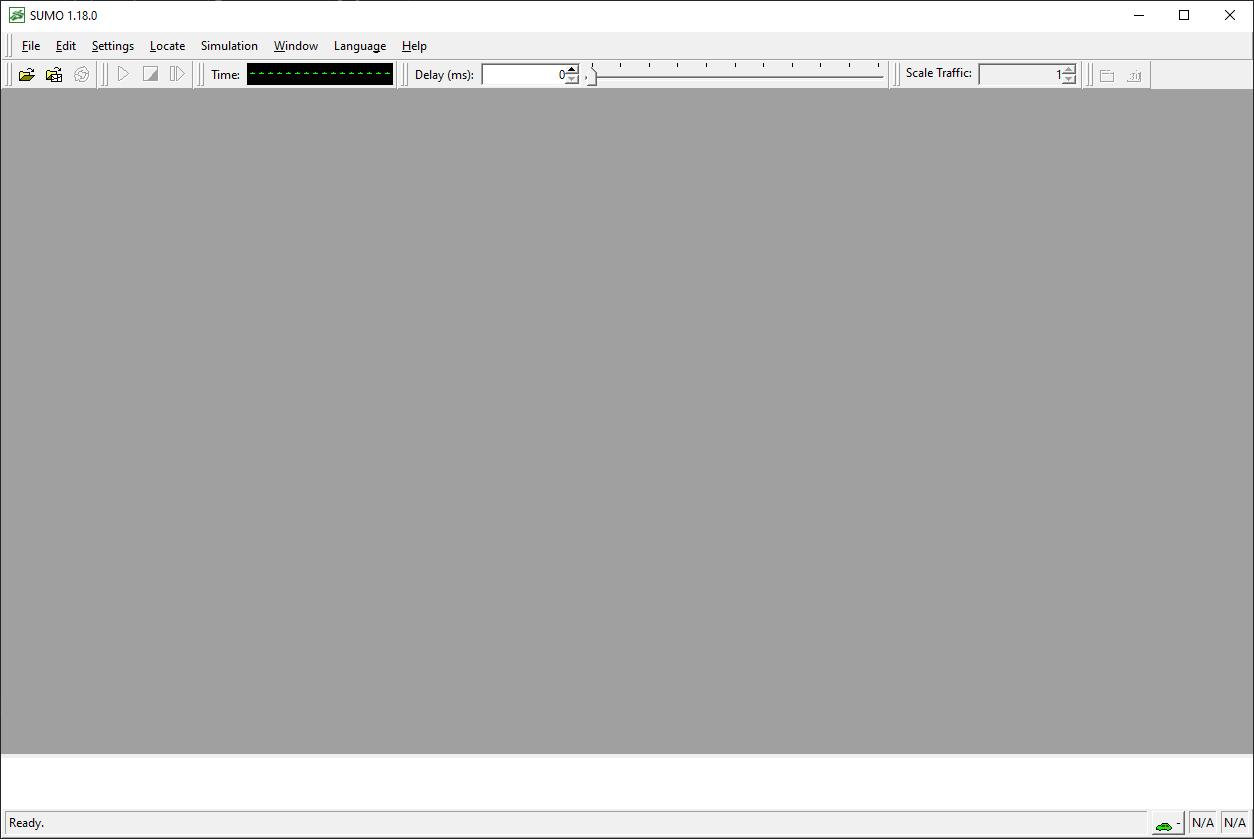 SUMO 1.18.0
File Edit Settings Locate Simulation Window Language Help
Time: Delay (ms): 0 Scale Traffic: 1
Ready. - N/A N/A